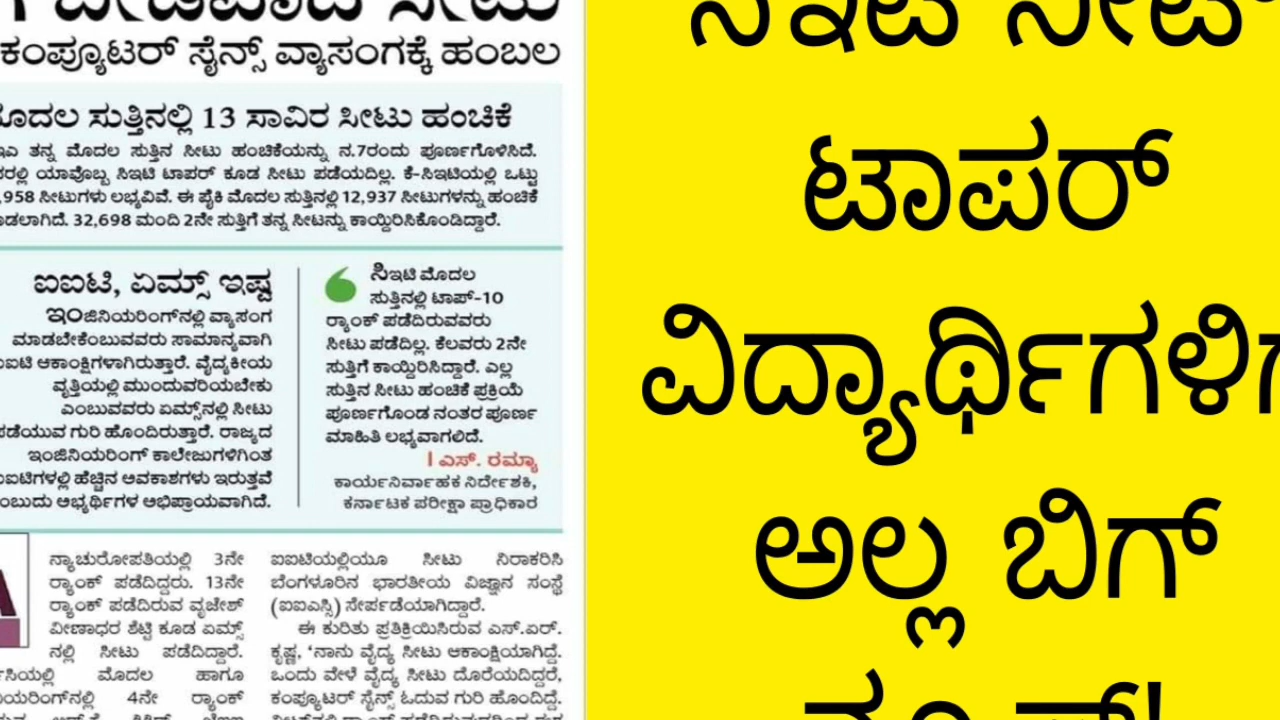 ಬೇಡವಾದ ಸೀಟು
ಕಂಪ್ಯೂಟರ್ ಸೈನ್ಸ್ ವ್ಯಾಸಂಗಕ್ಕೆ ಹಂಬಲ
ಮೊದಲ ಸುತ್ತಿನಲ್ಲಿ 13 ಸಾವಿರ ಸೀಟು ಹಂಚಿಕೆ
ತನ್ನ ಮೊದಲ ಸುತ್ತಿನ ಸೀಟು ಹಂಚಿಕೆಯನ್ನು ನ.7ರಂದು ಪೂರ್ಣಗೊಳಿಸಿದೆ.
ಯಾವೊಬ್ಬ ಸಿಇಟಿ ಟಾಪರ್ ಕೂಡ ಸೀಟು ಪಡೆಯದಿಲ್ಲ. ಕೆ-ಸಿಇಟಿಯಲ್ಲಿ ಒಟ್ಟು
,958 ಸೀಟುಗಳು ಲಭ್ಯವಿವೆ. ಈ ಪೈಕಿ ಮೊದಲ ಸುತ್ತಿನಲ್ಲಿ 12,937 ಸೀಟುಗಳನ್ನು ಹಂಚಿಕೆ
ಡಲಾಗಿದೆ. 32,698 ಮಂದಿ 2ನೇ ಸುತ್ತಿಗೆ ತನ್ನ ಸೀಟನ್ನು ಕಾಯ್ದಿರಿಸಿಕೊಂಡಿದ್ದಾರೆ.
ಐಐಟಿ, ಏಮ್ಸ್ ಇಷ್ಟ
ಇಂಜಿನಿಯರಿಂಗ್‌ನಲ್ಲಿ ವ್ಯಾಸಂಗ
ಮಾಡಬೇಕೆಂಬುವವರು ಸಾಮಾನ್ಯವಾಗಿ
ಐಐಟಿ ಆಕಾಂಕ್ಷಿಗಳಾಗಿರುತ್ತಾರೆ. ವೈದ್ಯಕೀಯ
ವೃತ್ತಿಯಲ್ಲಿ ಮುಂದುವರಿಯಬೇಕು
ಎಂಬುವವರು ಏಮ್ಸ್‌ನಲ್ಲಿ ಸೀಟು
ಪಡೆಯುವ ಗುರಿ ಹೊಂದಿರುತ್ತಾರೆ. ರಾಜ್ಯದ
ಇಂಜಿನಿಯರಿಂಗ್ ಕಾಲೇಜುಗಳಿಗಿಂತ
ಐಐಟಿಗಳಲ್ಲಿ ಹೆಚ್ಚಿನ ಅವಕಾಶಗಳು ಇರುತ್ತವೆ
ಎಂಬುದು ಅಭ್ಯರ್ಥಿಗಳ ಅಭಿಪ್ರಾಯವಾಗಿದೆ.
ಸಿಇಟಿ ಮೊದಲ
ಸುತ್ತಿನಲ್ಲಿ ಟಾಪ್-10
ರ‍್ಯಾಂಕ್ ಪಡೆದಿರುವವರು
ಸೀಟು ಪಡೆದಿಲ್ಲ. ಕೆಲವರು 2ನೇ
ಸುತ್ತಿಗೆ ಕಾಯ್ದಿರಿಸಿದ್ದಾರೆ. ಎಲ್ಲ
ಸುತ್ತಿನ ಸೀಟು ಹಂಚಿಕೆ ಪ್ರಕ್ರಿಯೆ
ಪೂರ್ಣಗೊಂಡ ನಂತರ ಪೂರ್ಣ
ಮಾಹಿತಿ ಲಭ್ಯವಾಗಲಿದೆ.
| ಎಸ್. ರಮ್ಯಾ
ಕಾರ್ಯನಿರ್ವಾಹಕ ನಿರ್ದೇಶಕಿ,
ಕರ್ನಾಟಕ ಪರೀಕ್ಷಾ ಪ್ರಾಧಿಕಾರ
ನ್ಯಾಚುರೋಪತಿಯಲ್ಲಿ 3ನೇ
ರ‍್ಯಾಂಕ್ ಪಡೆದಿದ್ದರು. 13ನೇ
ರ‍್ಯಾಂಕ್ ಪಡೆದಿರುವ ವ್ರಜೇಶ್
ವೀಣಾಧರ ಶೆಟ್ಟಿ ಕೂಡ ಏಮ್ಸ್
ನಲ್ಲಿ ಸೀಟು ಪಡೆದಿದ್ದಾರೆ.
ಮೊದಲ ಹಾಗೂ
4ನೇ ರ‍್ಯಾಂಕ್
ಐಐಟಿಯಲ್ಲಿಯೂ ಸೀಟು ನಿರಾಕರಿಸಿ
ಬೆಂಗಳೂರಿನ ಭಾರತೀಯ ವಿಜ್ಞಾನ ಸಂಸ್ಥೆ
(ಐಐಎಸ್ಸಿ) ಸೇರ್ಪಡೆಯಾಗಿದ್ದಾರೆ.
ಈ ಕುರಿತು ಪ್ರತಿಕ್ರಿಯಿಸಿರುವ ಎಸ್.ಎರ್.
ಕೃಷ್ಣ, 'ನಾನು ವೈದ್ಯ ಸೀಟು ಆಕಾಂಕ್ಷಿಯಾಗಿದ್ದೆ.
ಒಂದು ವೇಳೆ ವೈದ್ಯ ಸೀಟು ದೊರೆಯದಿದ್ದರೆ,
ಕಂಪ್ಯೂಟರ್ ಸೈನ್ಸ್ ಓದುವ ಗುರಿ ಹೊಂದಿದ್ದೆ.
ಸಿಇಟಿ ನೀಟ್
ಟಾಪರ್
ವಿದ್ಯಾರ್ಥಿಗಳಿಗೆ
ಅಲ್ಲ ಬಿಗ್